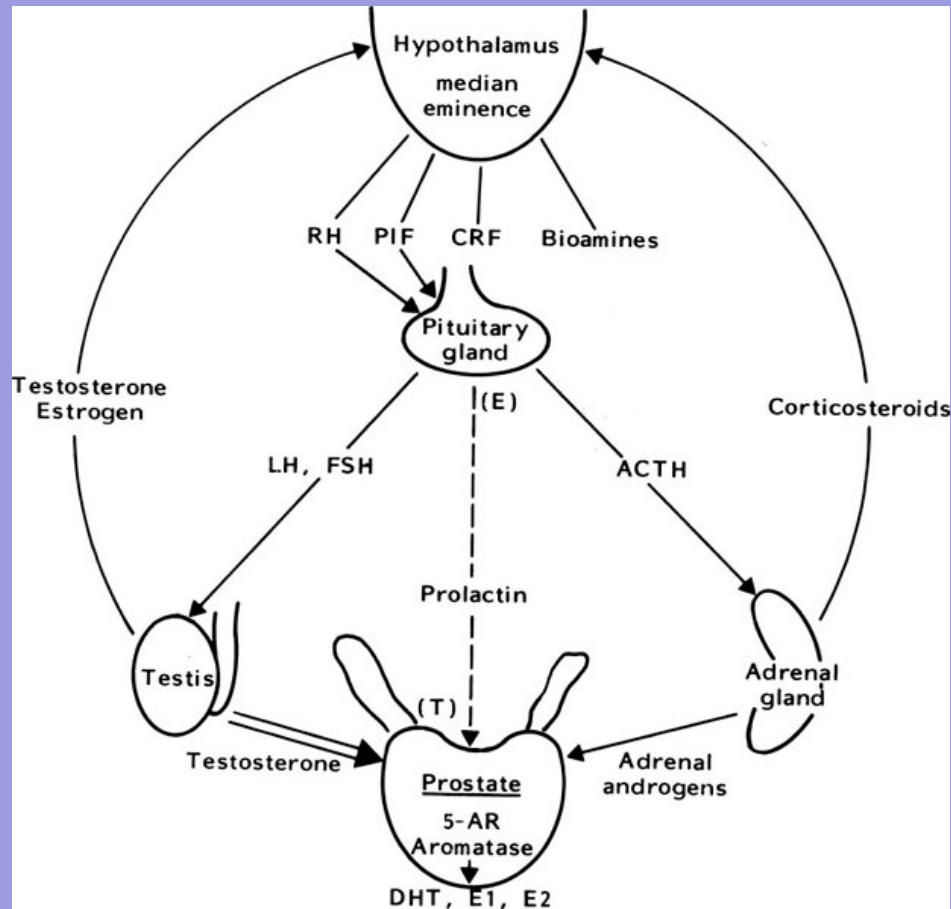 Hypothalamus
median
eminence
RH PIF CRF Bioamines
Pituitary
gland
(E)
Testosterone
Estrogen
Corticosteroids
LH, FSH
ACTH
Prolactin
Testis
Adrenal
gland
(T)
Testosterone
Adrenal
androgens
Prostate
5-AR
Aromatase
DHT, E1, E2